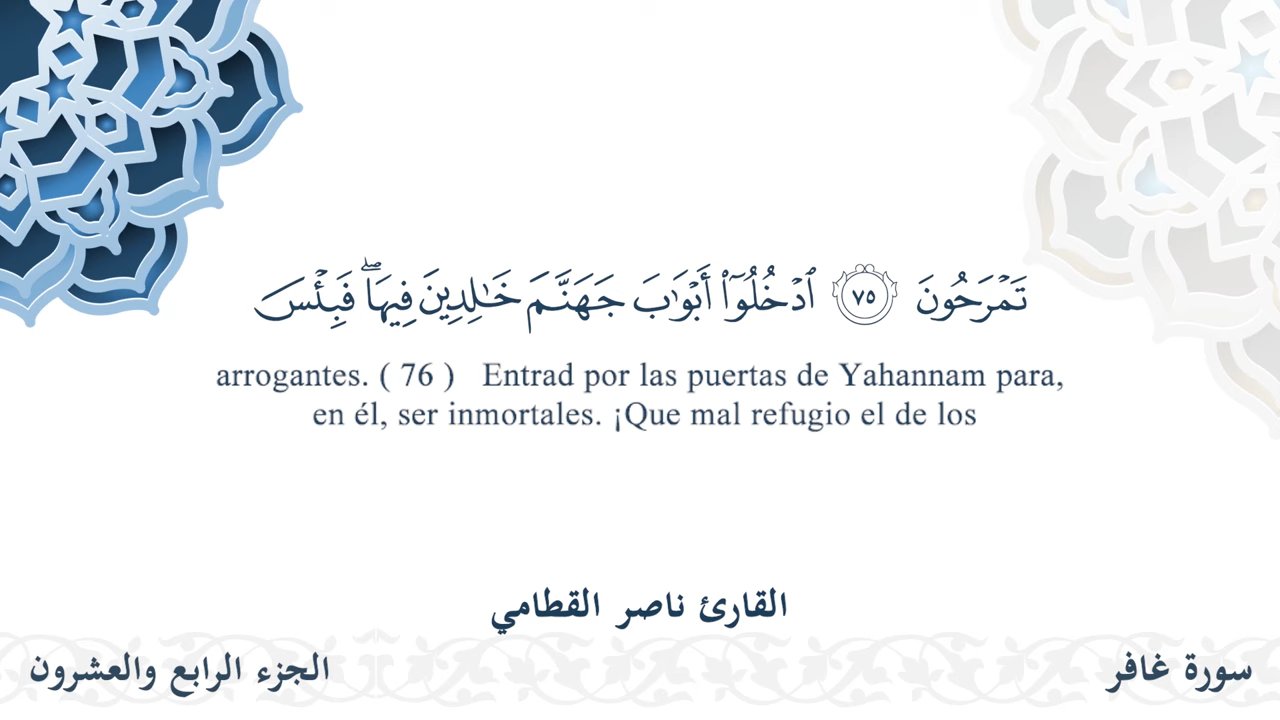 تَمْرَحُونَ ٧٥ ٱدْخُلُوٓا۟ أَبْوَٰبَ جَهَنَّمَ خَـٰلِدِينَ فِيهَا ۖ فَبِئْسَ
arrogantes. ( 76 ) Entrad por las puertas de Yahannam para,
en él, ser inmortales. ¡Que mal refugio el de los
القارئ ناصر القطامي
سورة غافر
الجزء الرابع والعشرون